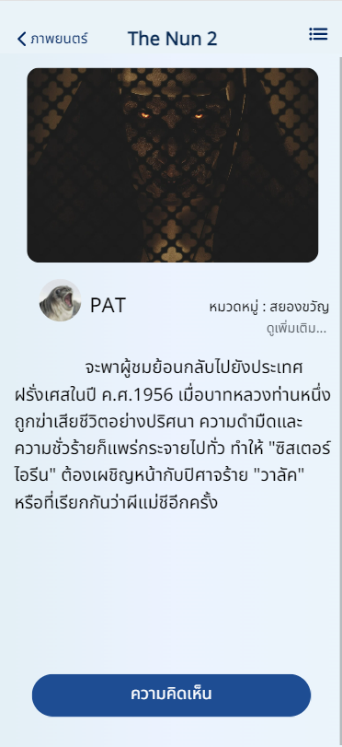 ภาพยนตร์ The Nun 2
PAT
หมวดหมู่ : สยองขวัญ
ดูเพิ่มเติม...
จะพาผู้ชมย้อนกลับไปยังประเทศ
ฝรั่งเศสในปี ค.ศ.1956 เมื่อบาทหลวงท่านหนึ่ง
ถูกฆ่าเสียชีวิตอย่างปริศนา ความดำมืดและ
ความชั่วร้ายก็แพร่กระจายไปทั่ว ทำให้ "ซิสเตอร์
ไอรีน" ต้องเผชิญหน้ากับปีศาจร้าย "วาลัค"
หรือที่เรียกกันว่าผีแม่ชีอีกครั้ง
ความคิดเห็น